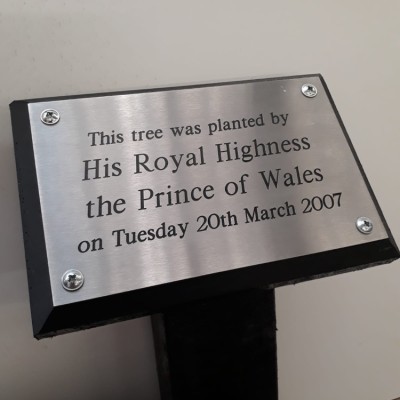 This tree was planted by
His Royal Highness
the Prince of Wales
on Tuesday 20th March 2007